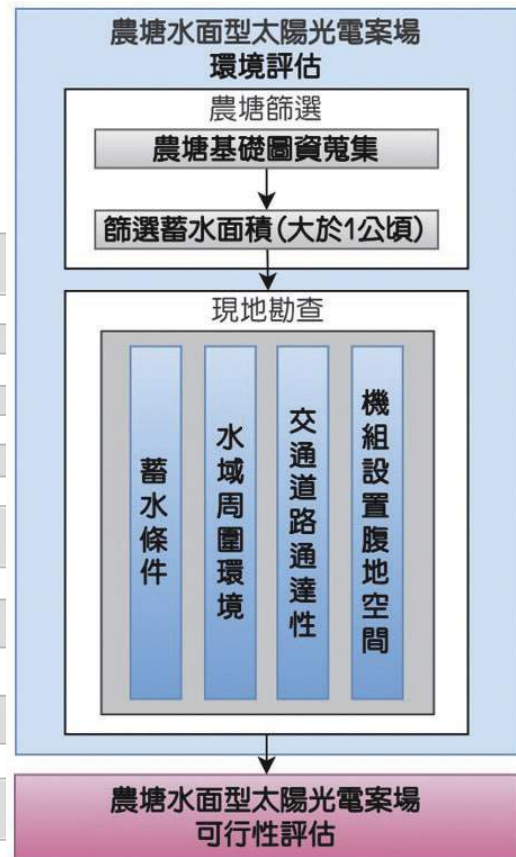 農塘水面型太陽光電案場
環境評估
農塘篩選
農塘基礎圖資蒐集
篩選蓄水面積(大於1公頃)
現地勘查
蓄水條件
水域周圍環境
交通道路通達性
機組設置腹地空間
農塘水面型太陽光電案場
可行性評估